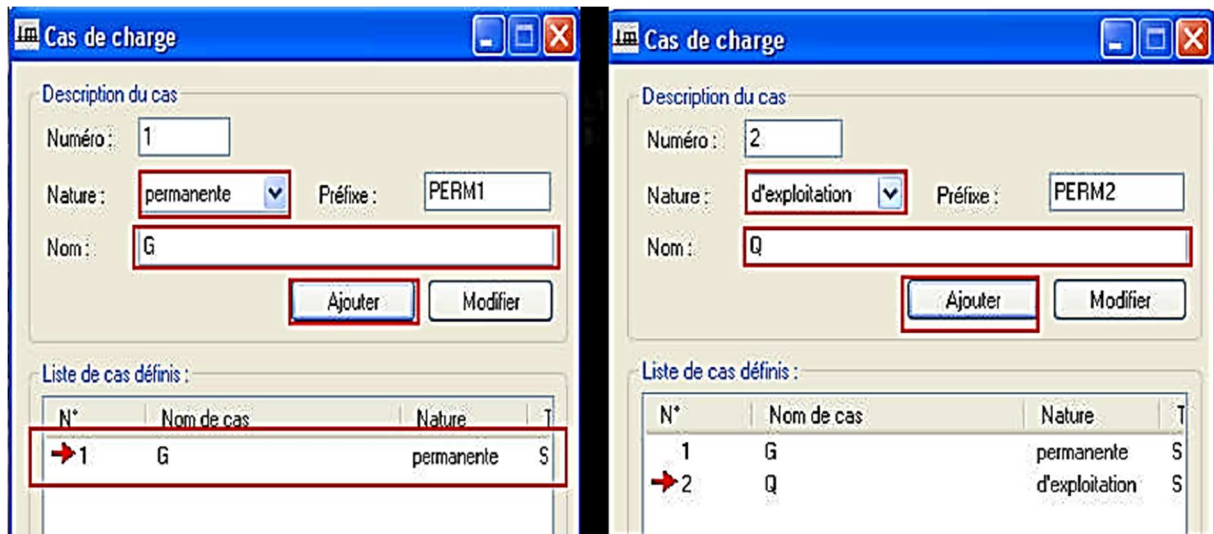 Cas de charge
Description du cas
Numéro : 1
Nature : permanente Préfixe : PERM1
Nom : G
Ajouter Modifier
Liste de cas définis :
N° Nom de cas Nature T
1 G permanente S
Cas de charge
Description du cas
Numéro : 2
Nature : d'exploitation Préfixe : PERM2
Nom : Q
Ajouter Modifier
Liste de cas définis :
N° Nom de cas Nature T
1 G permanente S
2 Q d'exploitation S